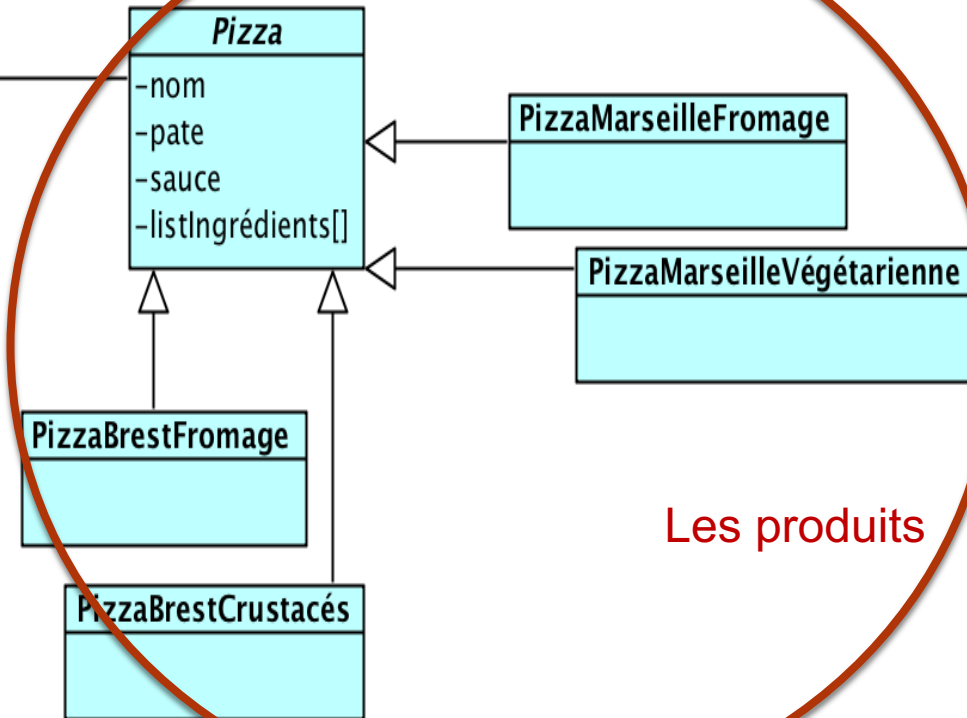 Pizza
-nom
-pate
-sauce
-listIngrédients[]
PizzaMarseilleFromage
PizzaMarseilleVégétarienne
PizzaBrestFromage
Les produits
PizzaBrestCrustacés